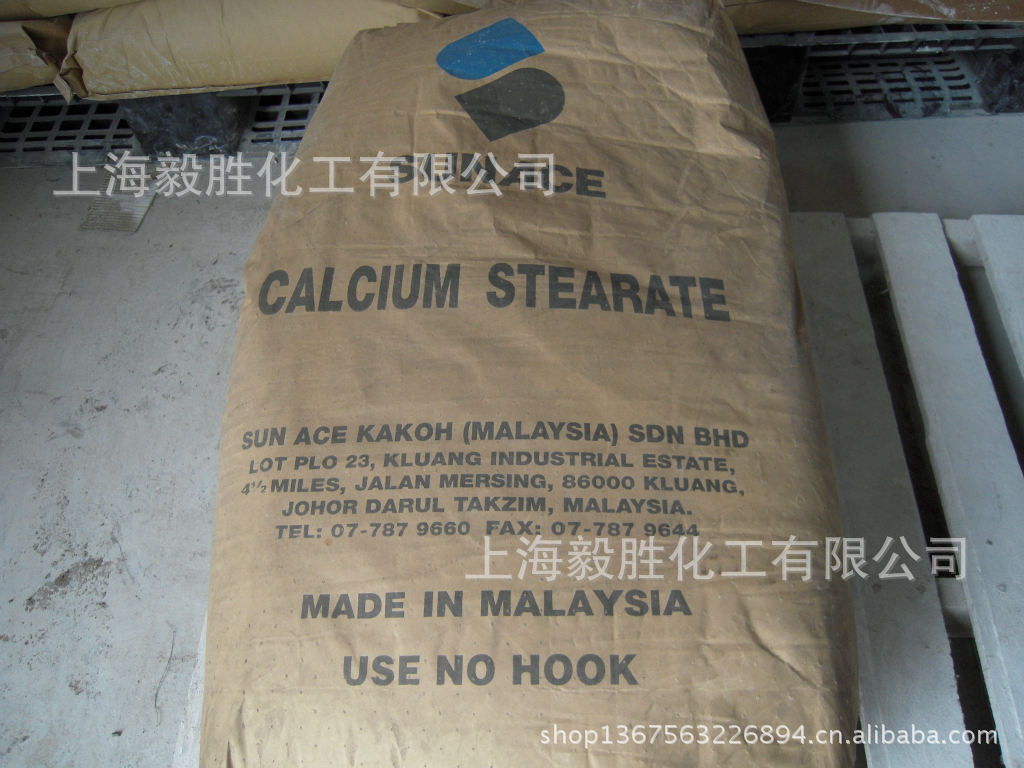 上海毅胜化工有限公司
SUN ACE
CALCIUM STEARATE
SUN ACE KAKOH (MALAYSIA) SDN BHD
LOT PLO 23, KLUANG INDUSTRIAL ESTATE,
4½ MILES, JALAN MERSING, 86000 KLUANG,
JOHOR DARUL TAKZIM, MALAYSIA.
TEL: 07-787 9660 FAX: 07-787 9644
上海毅胜化工有限公司
MADE IN MALAYSIA
USE NO HOOK
shop1367563226894.cn.alibaba.com